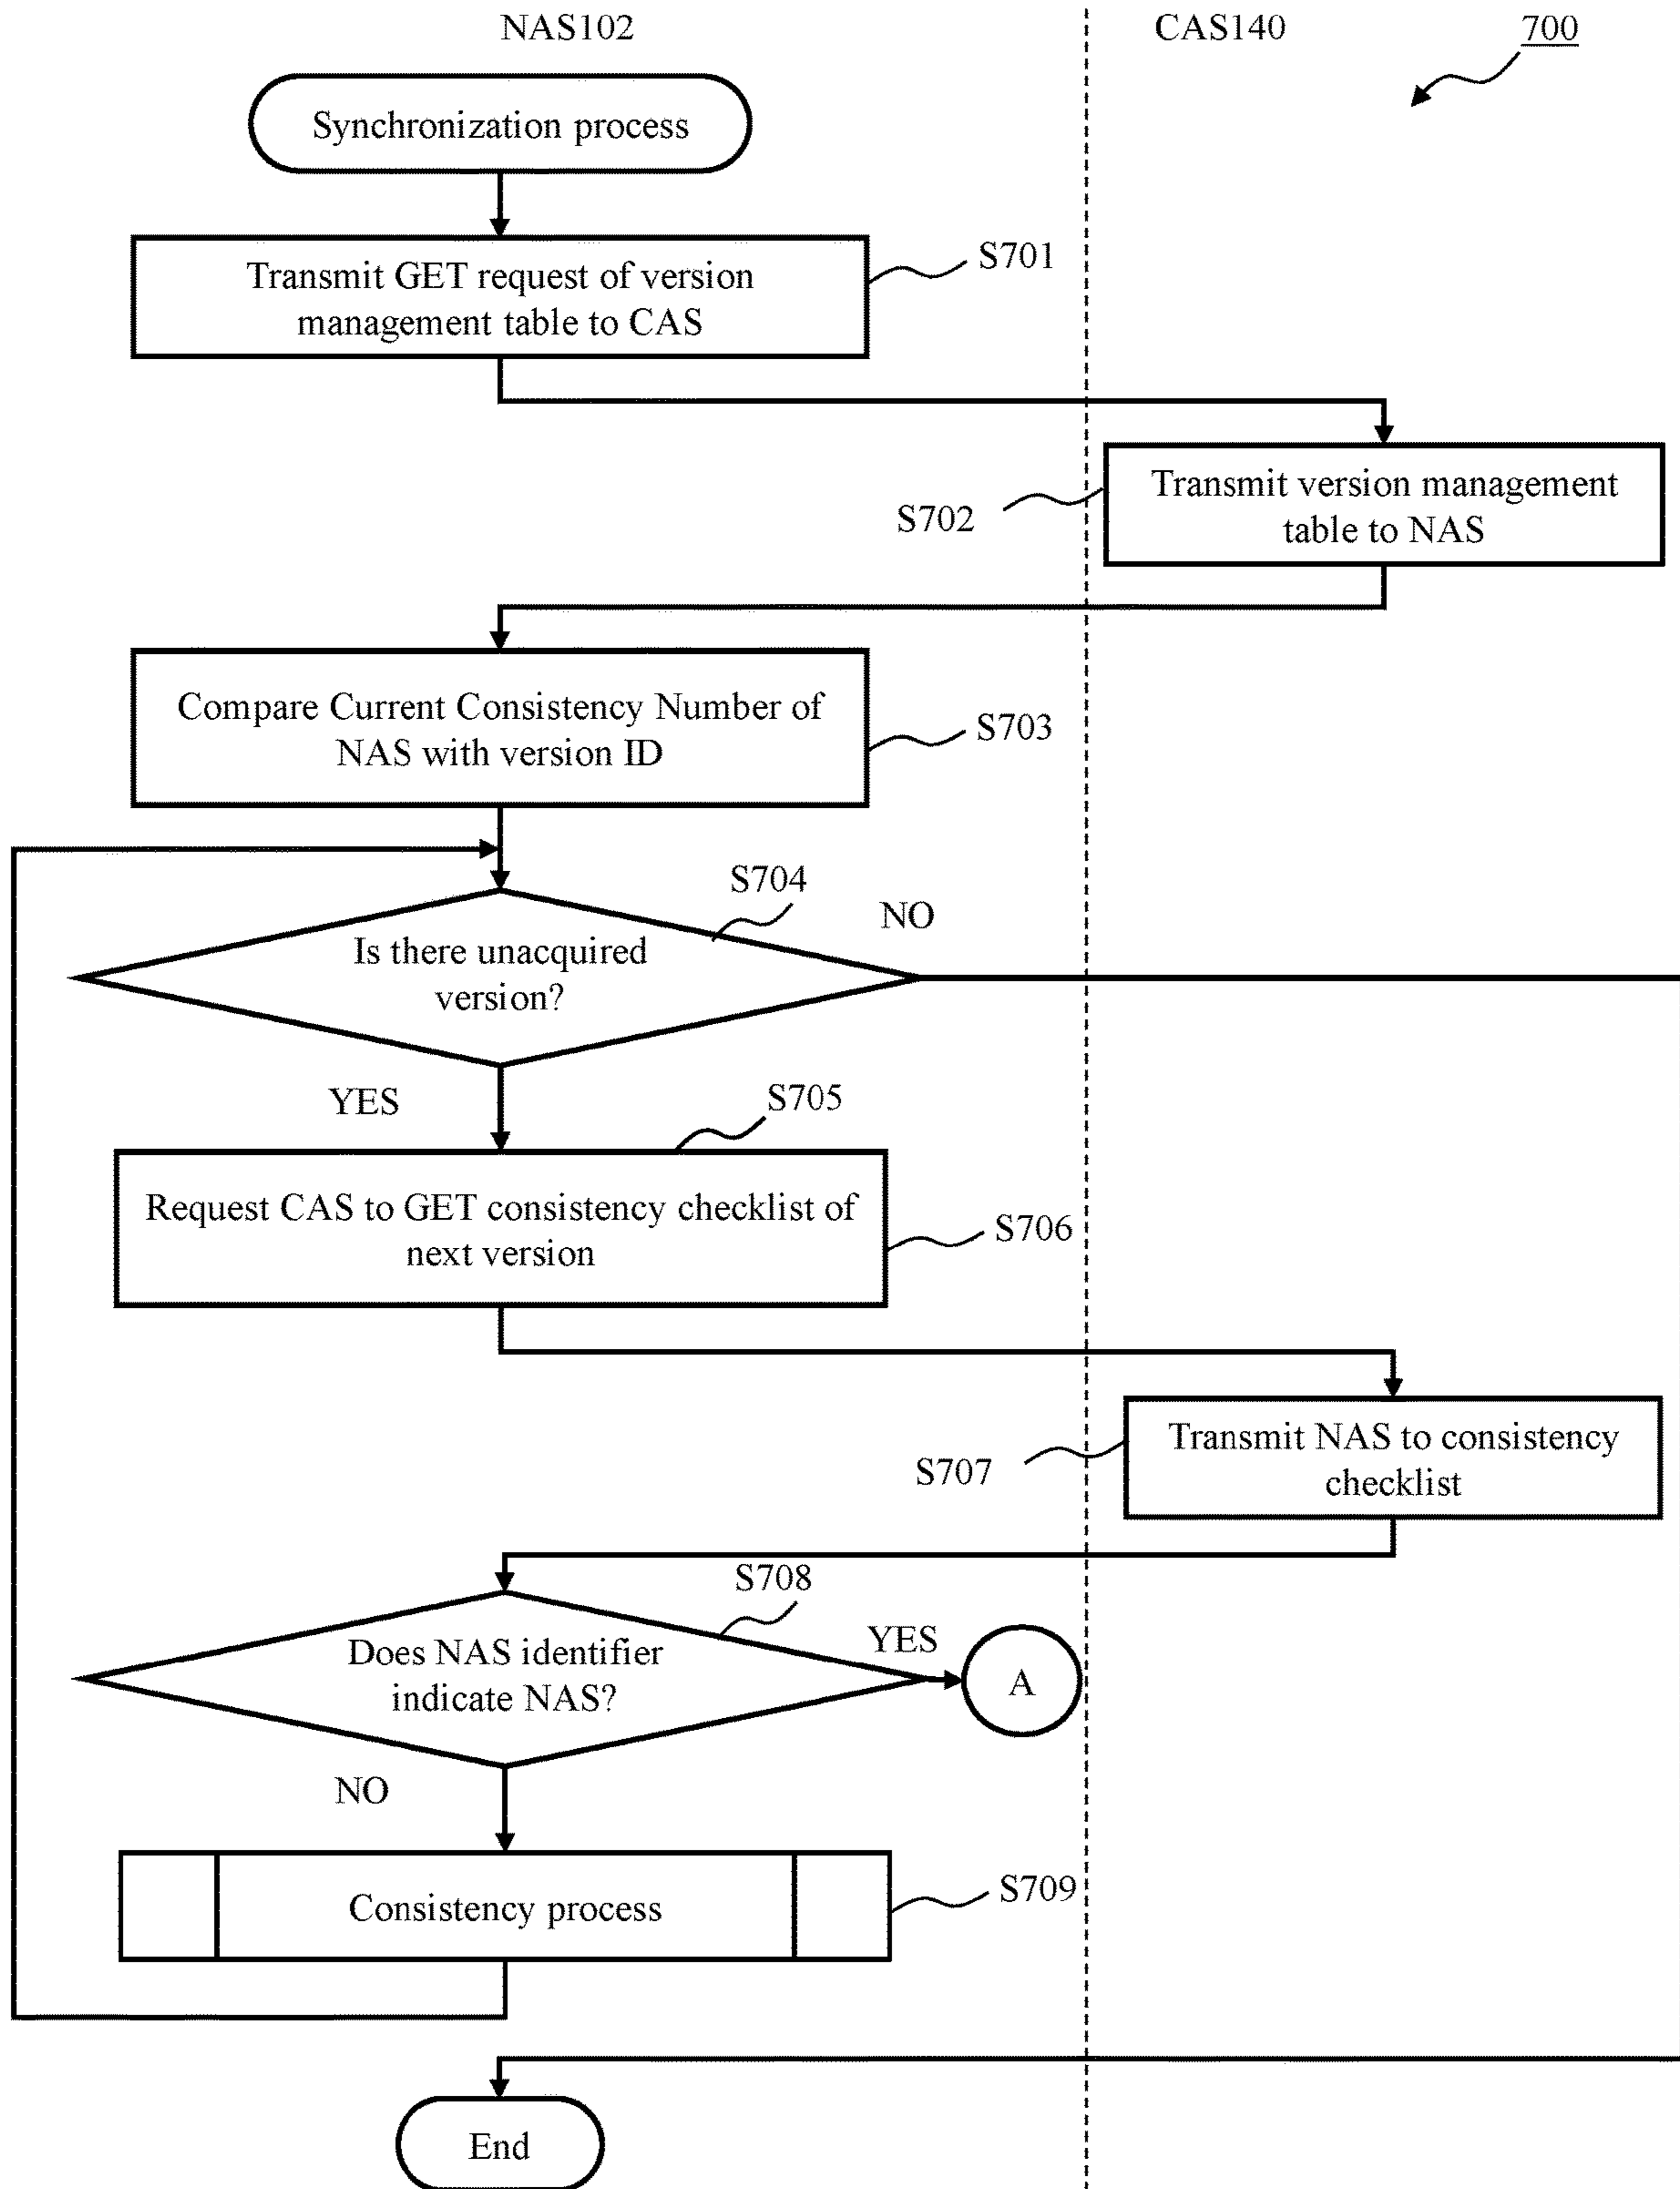 NAS102
CAS140
700
Synchronization process
S701
Transmit GET request of version
management table to CAS
Transmit version management
table to NAS
S702
Compare Current Consistency Number of
NAS with version ID
S703
S704
NO
Is there unacquired
version?
YES
S705
Request CAS to GET consistency checklist of
next version
S706
Transmit NAS to consistency
checklist
S707
S708
YES
Does NAS identifier
indicate NAS?
A
NO
S709
Consistency process
End